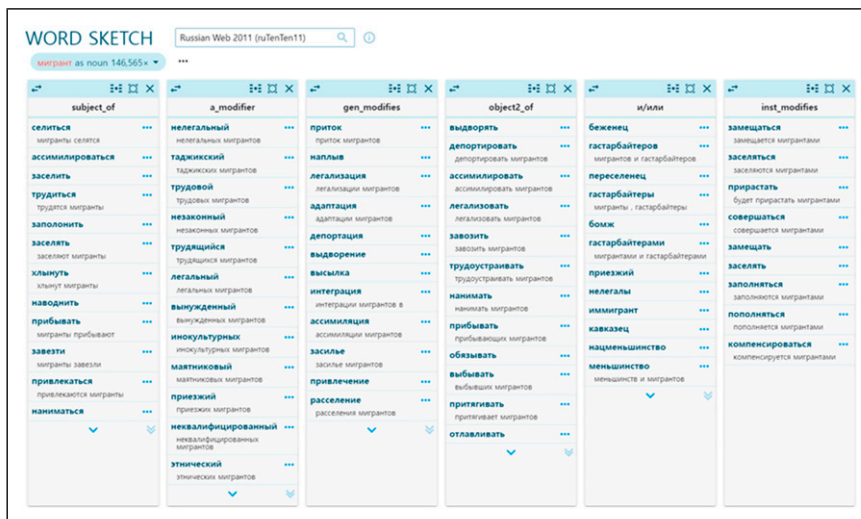 WORD SKETCH
Russian Web 2011 (ruTenTen11)
мигрант as noun 146,565×
subject_of
селиться
мигранты селятся
ассимилироваться
заселить
трудиться
трудятся мигранты
заполонить
заселять
заселяют мигранты
хлынуть
хлынут мигранты
наводнить
прибывать
мигранты прибывают
завезти
мигранты завезли
привлекаться
привлекаются мигранты
наниматься
a_modifier
нелегальный
нелегальных мигрантов
таджикский
таджикских мигрантов
трудовой
трудовых мигрантов
незаконный
незаконных мигрантов
трудящийся
трудящихся мигрантов
легальный
легальных мигрантов
вынужденный
вынужденных мигрантов
инокультурных
инокультурных мигрантов
маятниковый
маятниковых мигрантов
приезжий
приезжих мигрантов
неквалифицированный
неквалифицированных
мигрантов
этнический
этнических мигрантов
gen_modifies
приток
приток мигрантов
наплыв
легализация
легализации мигрантов
адаптация
адаптации мигрантов
депортация
выдворение
высылка
интеграция
интеграции мигрантов в
ассимиляция
ассимиляции мигрантов
засилье
засилье мигрантов
привлечение
расселение
расселения мигрантов
object2_of
выдворять
депортировать
депортировать мигрантов
ассимилировать
ассимилировать мигрантов
легализовать
легализовать мигрантов
завозить
завозить мигрантов
трудоустраивать
трудоустраивать мигрантов
нанимать
нанимать мигрантов
прибывать
прибывающих мигрантов
обязывать
выбывать
выбывших мигрантов
притягивать
притягивает мигрантов
отлавливать
и/или
беженец
гастарбайтеров
мигрантов и гастарбайтеров
переселенец
гастарбайтеры
мигранты , гастарбайтеры
бомж
гастарбайтерами
мигрантами и гастарбайтерами
приезжий
нелегалы
иммигрант
кавказец
нацменьшинство
меньшинство
меньшинств и мигрантов
inst_modifies
замещаться
замещается мигрантами
заселяться
заселяются мигрантами
прирастать
будет прирастать мигрантами
совершаться
совершается мигрантами
замещать
заселять
заполняться
заполняются мигрантами
пополняться
пополняется мигрантами
компенсироваться
компенсируется мигрантами